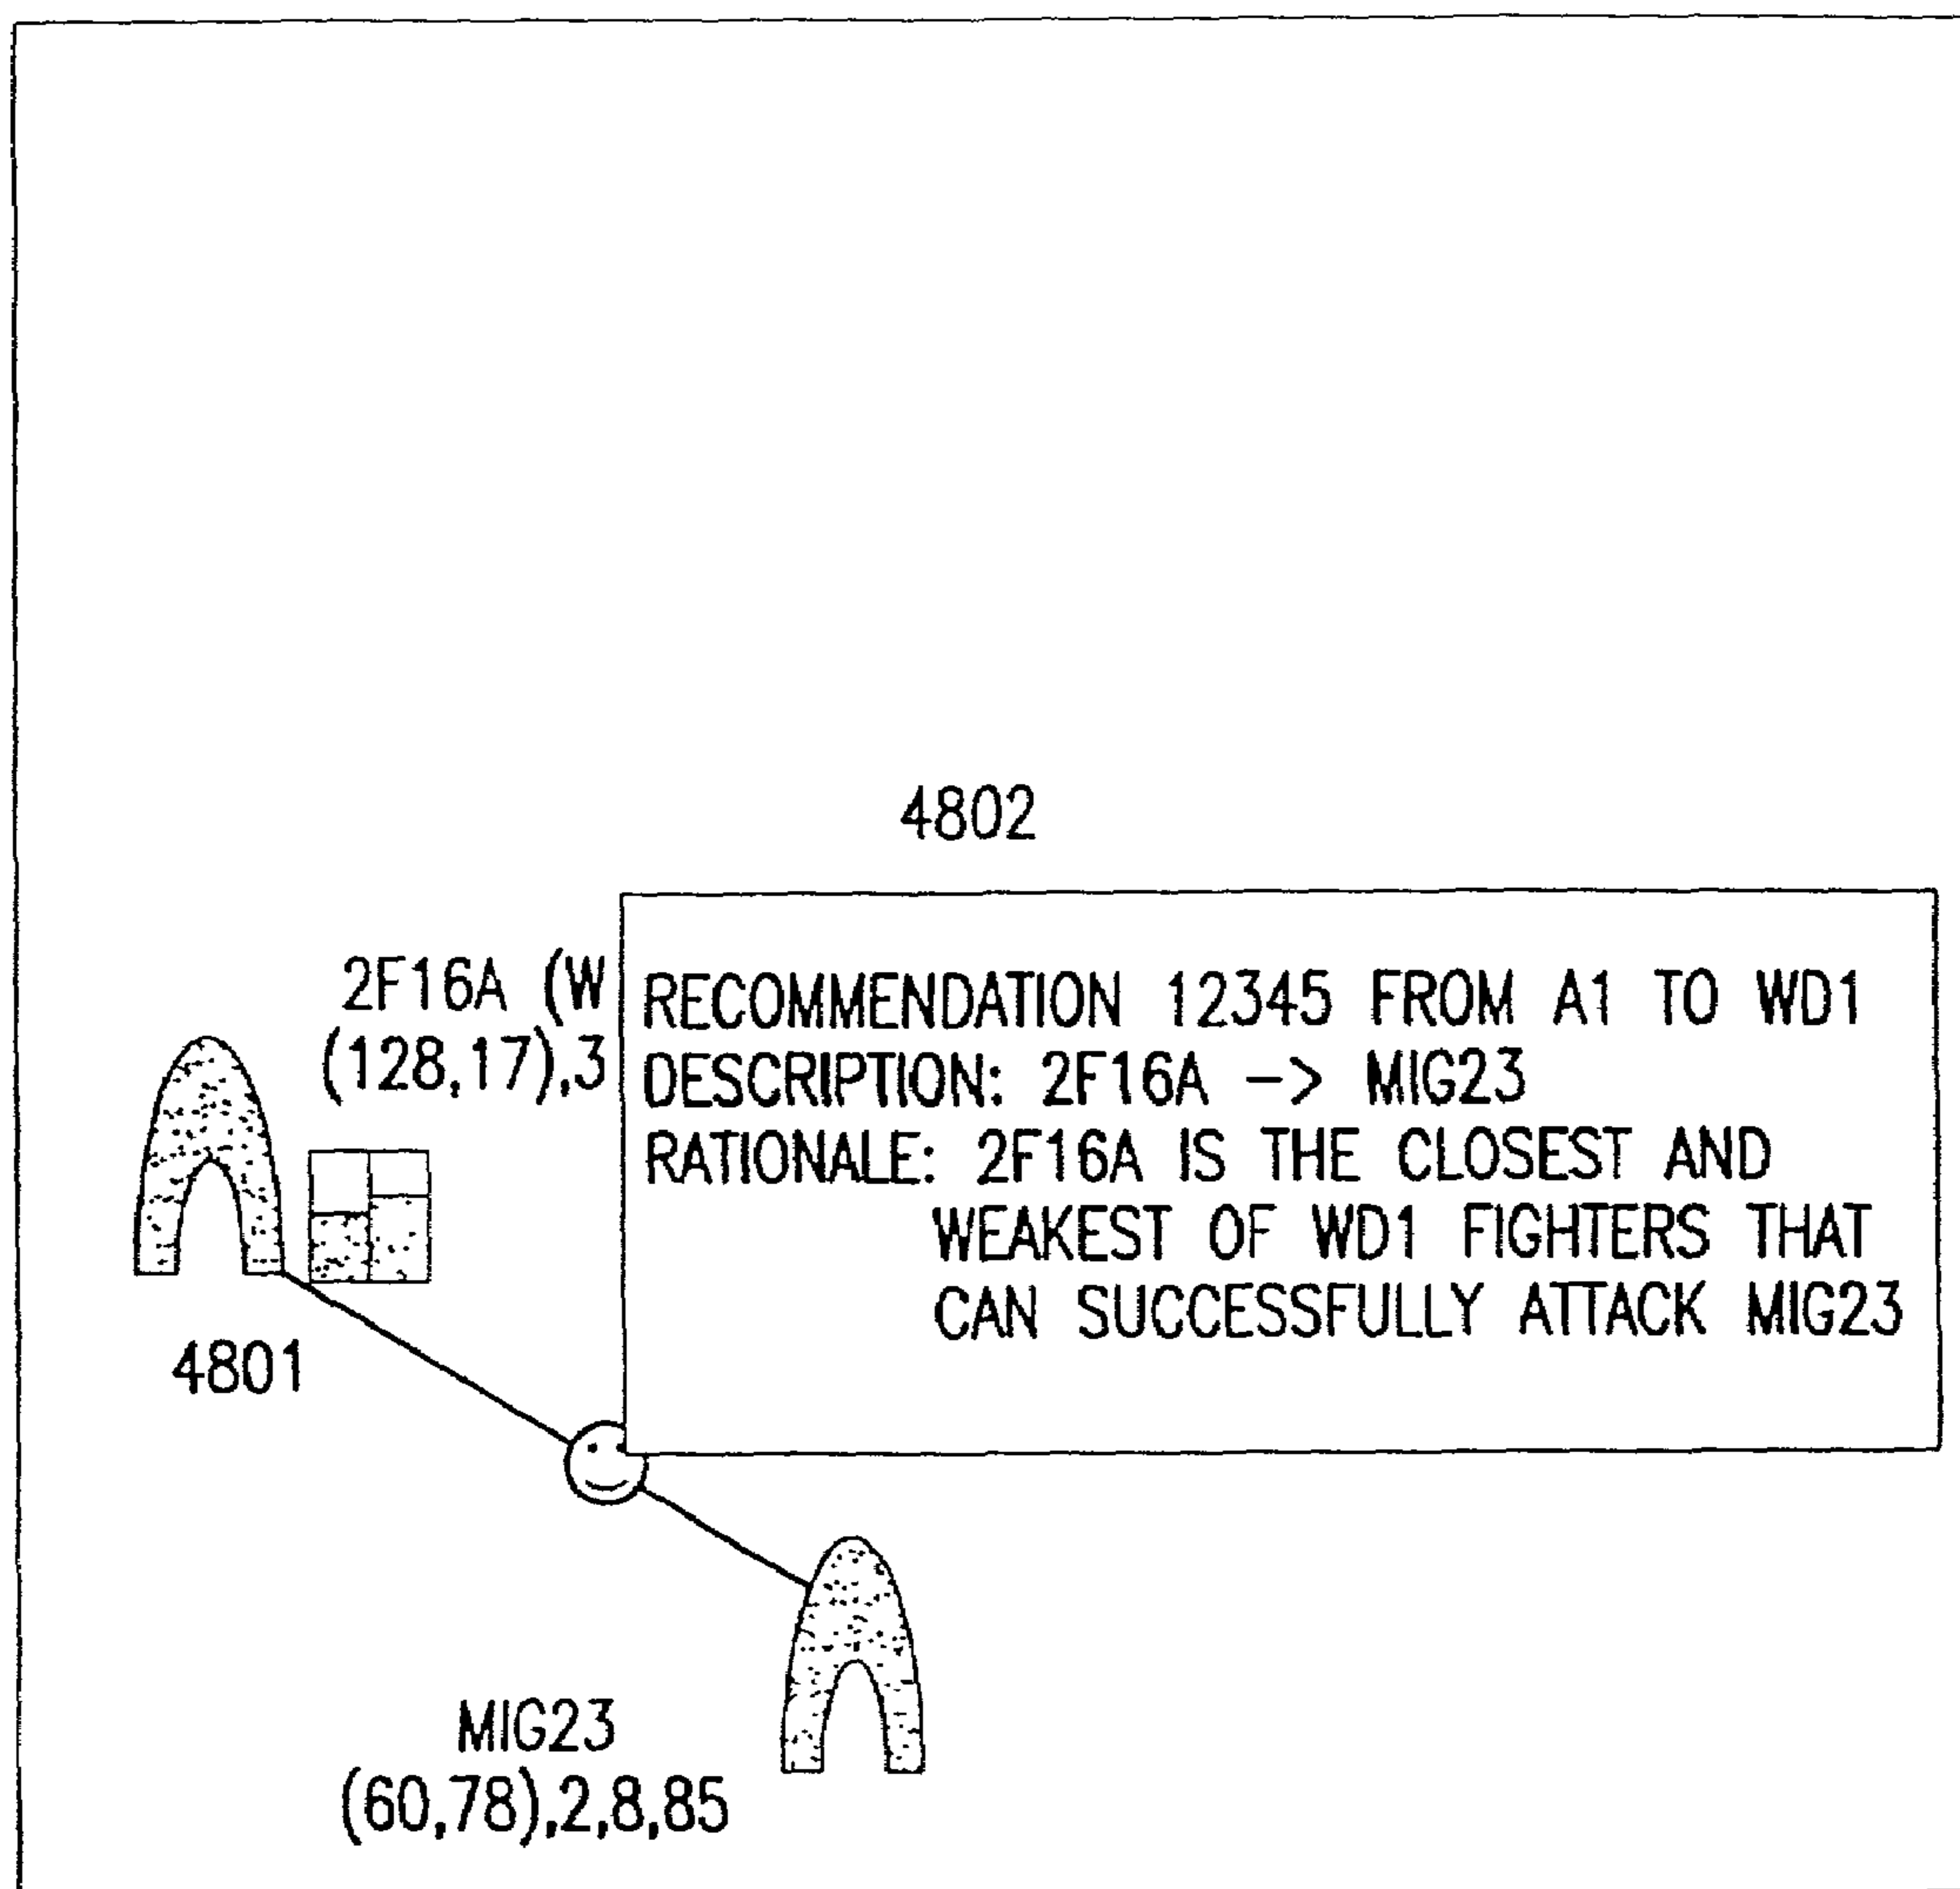 4802
2F16A (W
(128,17),3
RECOMMENDATION 12345 FROM A1 TO WD1
DESCRIPTION: 2F16A -> MIG23
RATIONALE: 2F16A IS THE CLOSEST AND
WEAKEST OF WD1 FIGHTERS THAT
CAN SUCCESSFULLY ATTACK MIG23
4801
MIG23
(60,78),2,8,85